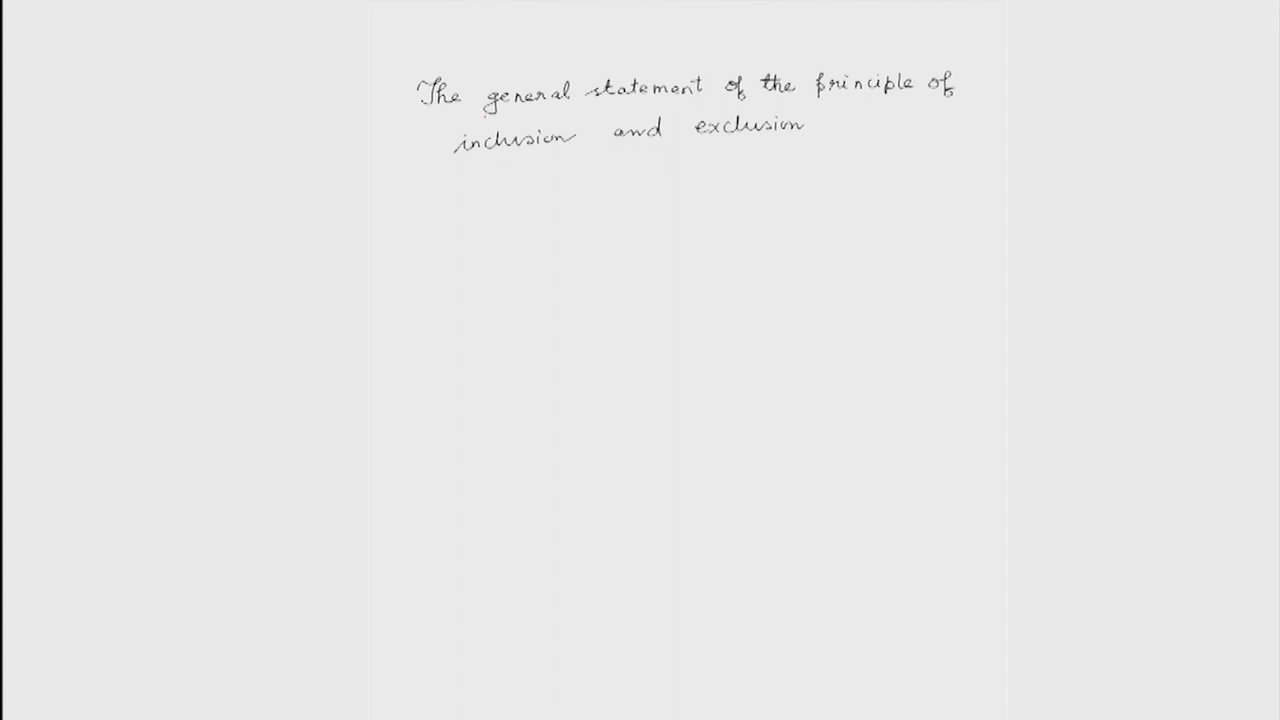 The general statement of the principle of
inclusion and exclusion